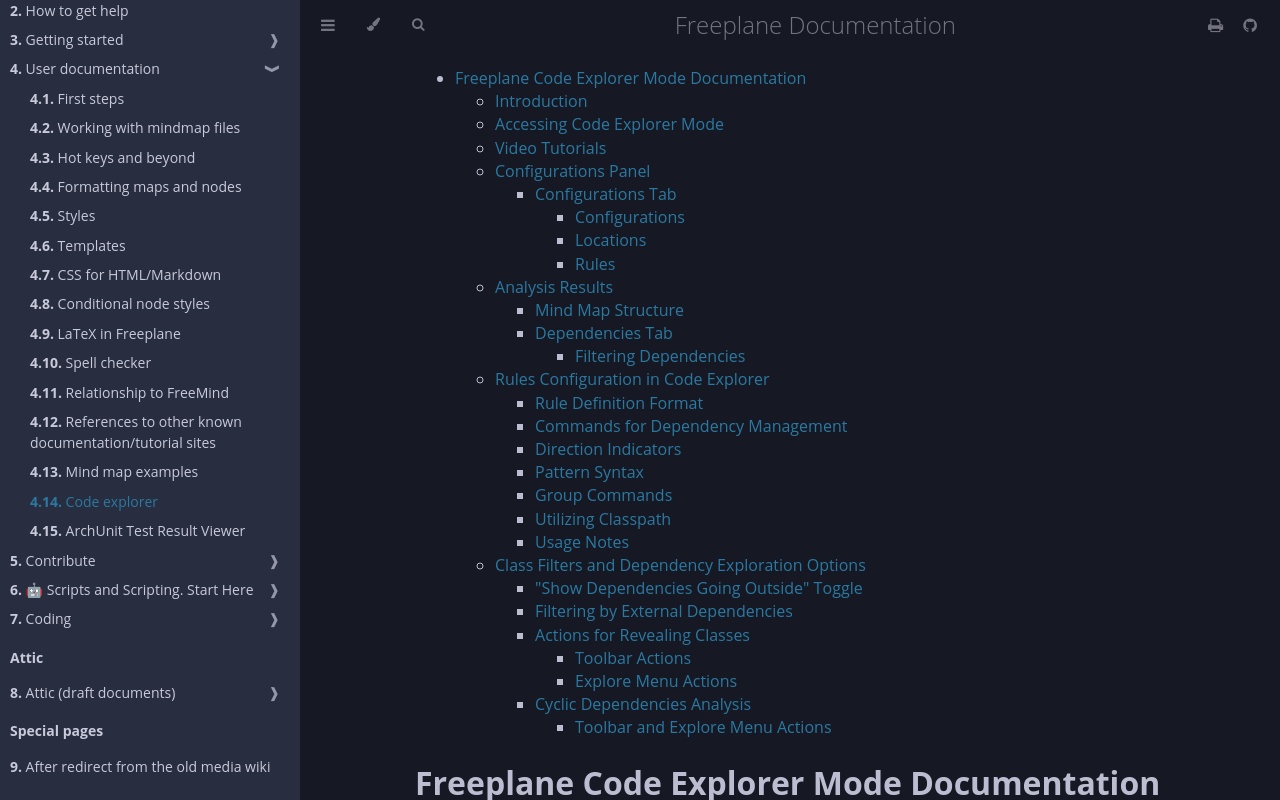 2. How to get help
3. Getting started
4. User documentation
4.1. First steps
4.2. Working with mindmap files
4.3. Hot keys and beyond
4.4. Formatting maps and nodes
4.5. Styles
4.6. Templates
4.7. CSS for HTML/Markdown
4.8. Conditional node styles
4.9. LaTeX in Freeplane
4.10. Spell checker
4.11. Relationship to FreeMind
4.12. References to other known
documentation/tutorial sites
4.13. Mind map examples
4.14. Code explorer
4.15. ArchUnit Test Result Viewer
5. Contribute
6. 🤖 Scripts and Scripting. Start Here
7. Coding
Attic
8. Attic (draft documents)
Special pages
9. After redirect from the old media wiki
Freeplane Documentation
Freeplane Code Explorer Mode Documentation
Introduction
Accessing Code Explorer Mode
Video Tutorials
Configurations Panel
Configurations Tab
Configurations
Locations
Rules
Analysis Results
Mind Map Structure
Dependencies Tab
Filtering Dependencies
Rules Configuration in Code Explorer
Rule Definition Format
Commands for Dependency Management
Direction Indicators
Pattern Syntax
Group Commands
Utilizing Classpath
Usage Notes
Class Filters and Dependency Exploration Options
"Show Dependencies Going Outside" Toggle
Filtering by External Dependencies
Actions for Revealing Classes
Toolbar Actions
Explore Menu Actions
Cyclic Dependencies Analysis
Toolbar and Explore Menu Actions
Freeplane Code Explorer Mode Documentation